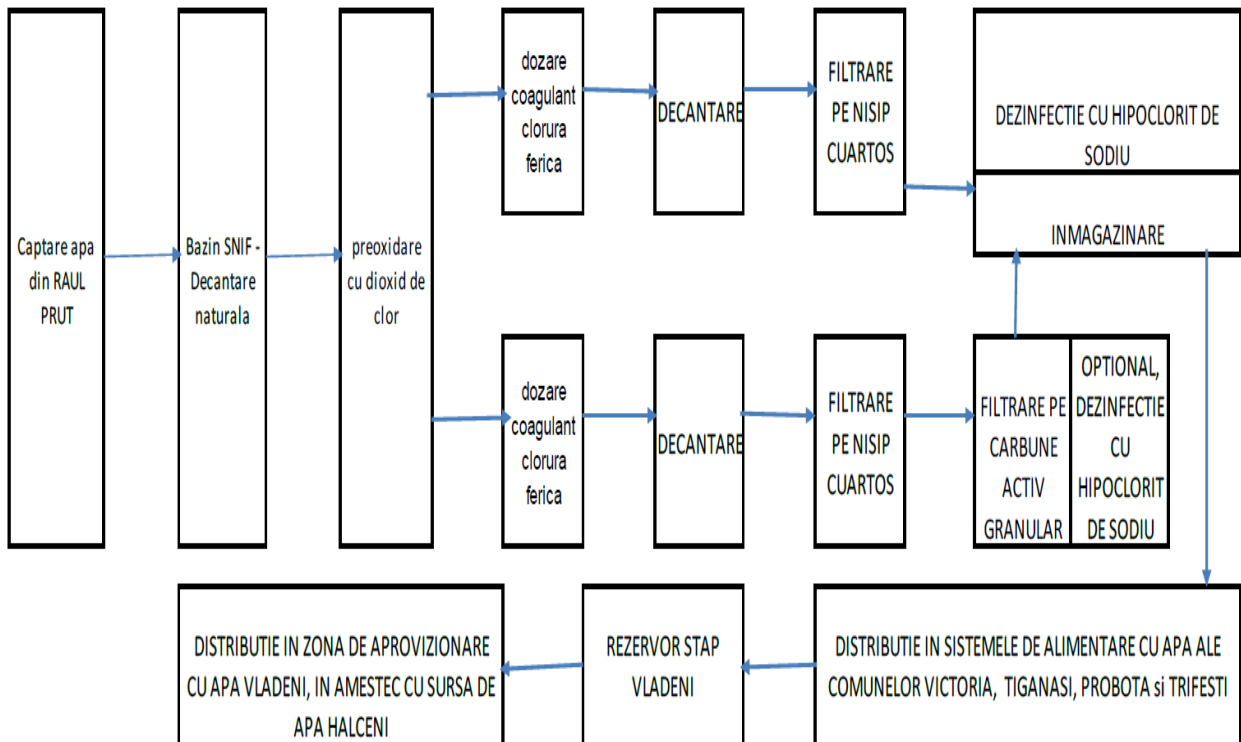 Captare apa
din RAUL
PRUT
Bazin SNIF -
Decantare
naturala
preoxidare
cu dioxid de
clor
dozare
coagulant
clorura
ferica
DECANTARE
FILTRARE
PE NISIP
CUARTOS
DEZINFECTIE CU HIPOCLORIT DE
SODIU
INMAGAZINARE
dozare
coagulant
clorura
ferica
DECANTARE
FILTRARE
PE NISIP
CUARTOS
FILTRARE PE
CARBUNE
ACTIV
GRANULAR
OPTIONAL,
DEZINFECTIE
CU
HIPOCLORIT
DE SODIU
DISTRIBUTIE IN SISTEMELE DE ALIMENTARE CU APA ALE
COMUNELOR VICTORIA, TIGANASI, PROBOTA si TRIFESTI
REZERVOR STAP
VLADENI
DISTRIBUTIE IN ZONA DE APROVIZIONARE
CU APA VLADENI, IN AMESTEC CU SURSA DE
APA HALCENI